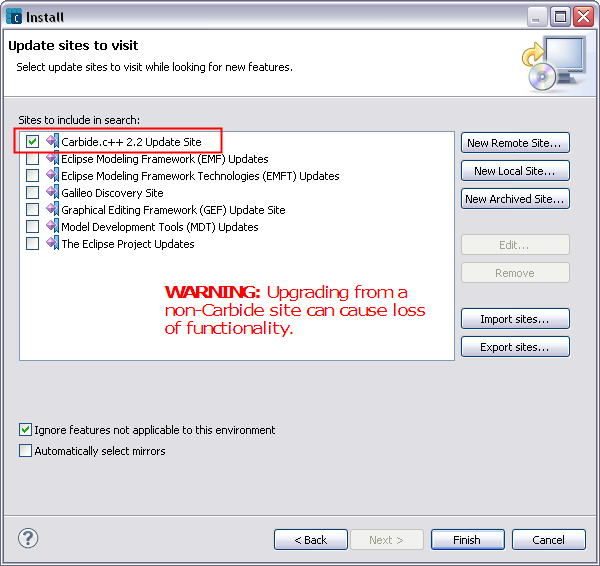 Install
Update sites to visit
Select update sites to visit while looking for new features.
Sites to include in search:
Carbide.c++ 2.2 Update Site
Eclipse Modeling Framework (EMF) Updates
Eclipse Modeling Framework Technologies (EMFT) Updates
Galileo Discovery Site
Graphical Editing Framework (GEF) Update Site
Model Development Tools (MDT) Updates
The Eclipse Project Updates
WARNING: Upgrading from a
non-Carbide site can cause loss
of functionality.
New Remote Site...
New Local Site...
New Archived Site...
Edit...
Remove
Import sites...
Export sites...
Ignore features not applicable to this environment
Automatically select mirrors
?
< Back
Next >
Finish
Cancel